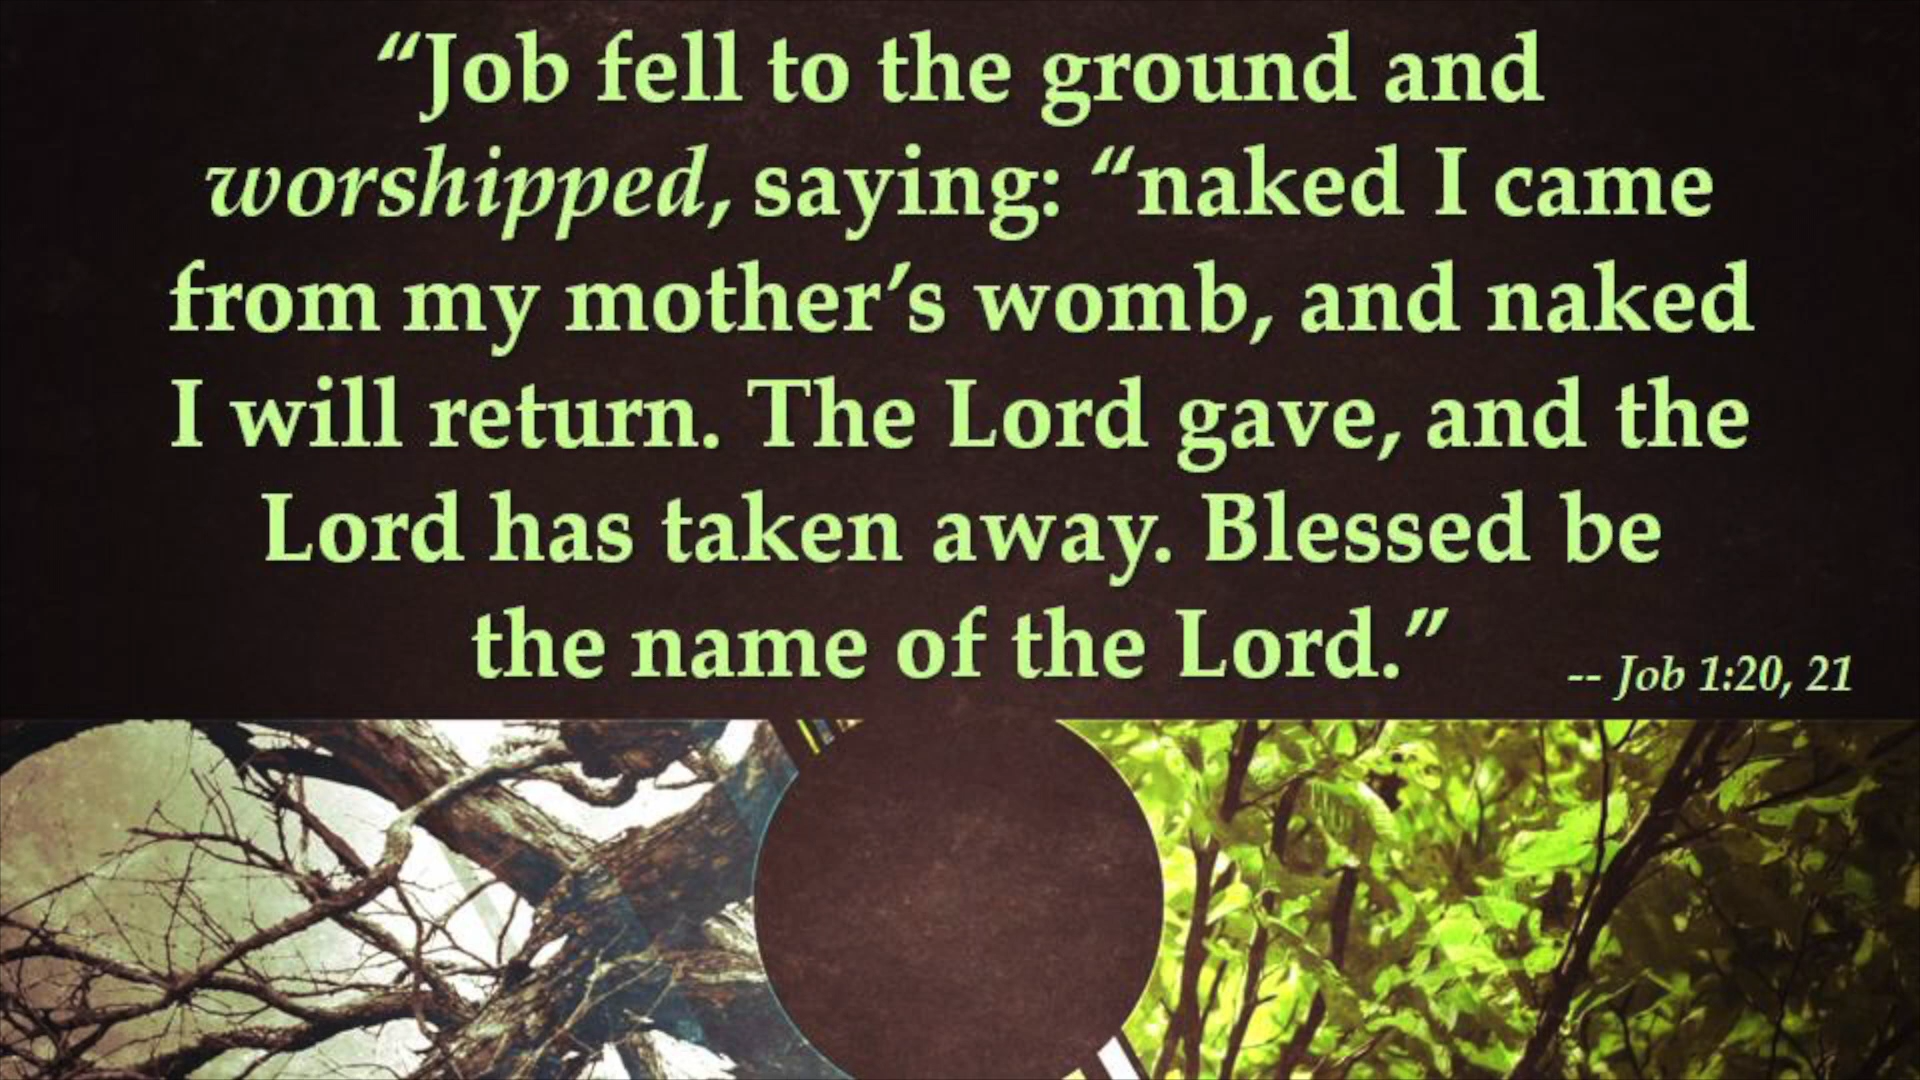 “Job fell to the ground and
worshipped, saying: “naked I came
from my mother’s womb, and naked
I will return. The Lord gave, and the
Lord has taken away. Blessed be
the name of the Lord.”
-- Job 1:20, 21